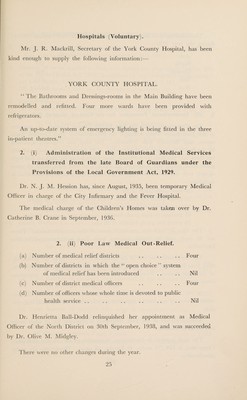 Hospitals (Voluntary).
Mr. J. R. Mackrill, Secretary of the York County Hospital, has been
kind enough to supply the following information:—
YORK COUNTY HOSPITAL.
"The Bathrooms and Dressings-rooms in the Main Building have been
remodelled and refitted. Four more wards have been provided with
refrigerators.
An up-to-date system of emergency lighting is being fitted in the three
in-patient theatres."
2. (i) Administration of the Institutional Medical Services
transferred from the late Board of Guardians under the
Provisions of the Local Government Act, 1929.
Dr. N. J. M. Hession has, since August, 1935, been temporary Medical
Officer in charge of the City Infirmary and the Fever Hospital.
The medical charge of the Children's Homes was taken over by Dr.
Catherine B. Crane in September, 1936.
2. (ii) Poor Law Medical Out-Relief.
(a) Number of medical relief districts .. .. .. .. Four
(b) Number of districts in which the "open choice" system
of medical relief has been introduced .. .. Nil
(c) Number of district medical officers .. .. .. Four
(d) Number of officers whose whole time is devoted to public
health service .. .. .. .. .. .. .. Nil
Dr. Henrietta Ball-Dodd relinquished her appointment as Medical
Officer of the North District on 30th September, 1938, and was succeeded
by Dr. Olive M. Midgley.
There were no other changes during the year.
25